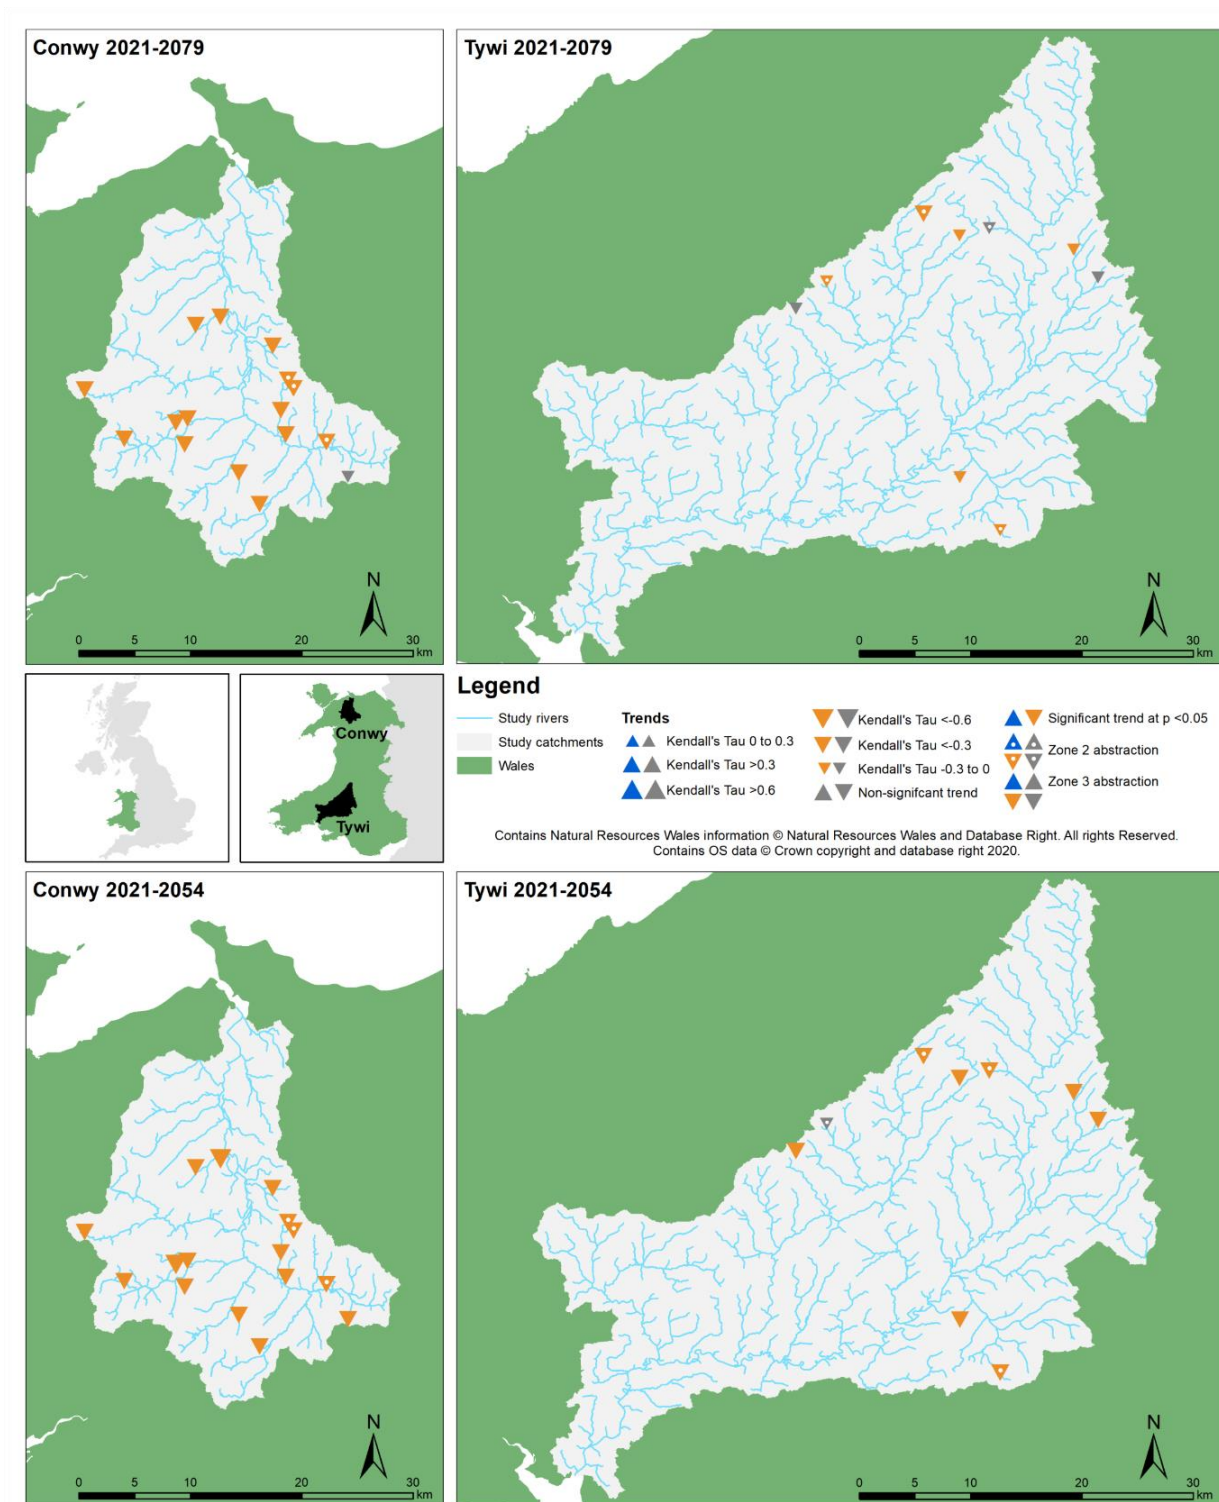 Conwy 2021-2079
Tywi 2021-2079
N
0 5 10 20 30
km
N
0 5 10 20 30
km
Conwy
Tywi
Legend
Study rivers
Study catchments
Wales
Trends
Kendall's Tau 0 to 0.3
Kendall's Tau >0.3
Kendall's Tau >0.6
Kendall's Tau <-0.6
Kendall's Tau <-0.3
Kendall's Tau -0.3 to 0
Non-signifcant trend
Significant trend at p <0.05
Zone 2 abstraction
Zone 3 abstraction
Contains Natural Resources Wales information © Natural Resources Wales and Database Right. All rights Reserved.
Contains OS data © Crown copyright and database right 2020.
Conwy 2021-2054
Tywi 2021-2054
N
0 5 10 20 30
km
N
0 5 10 20 30
km